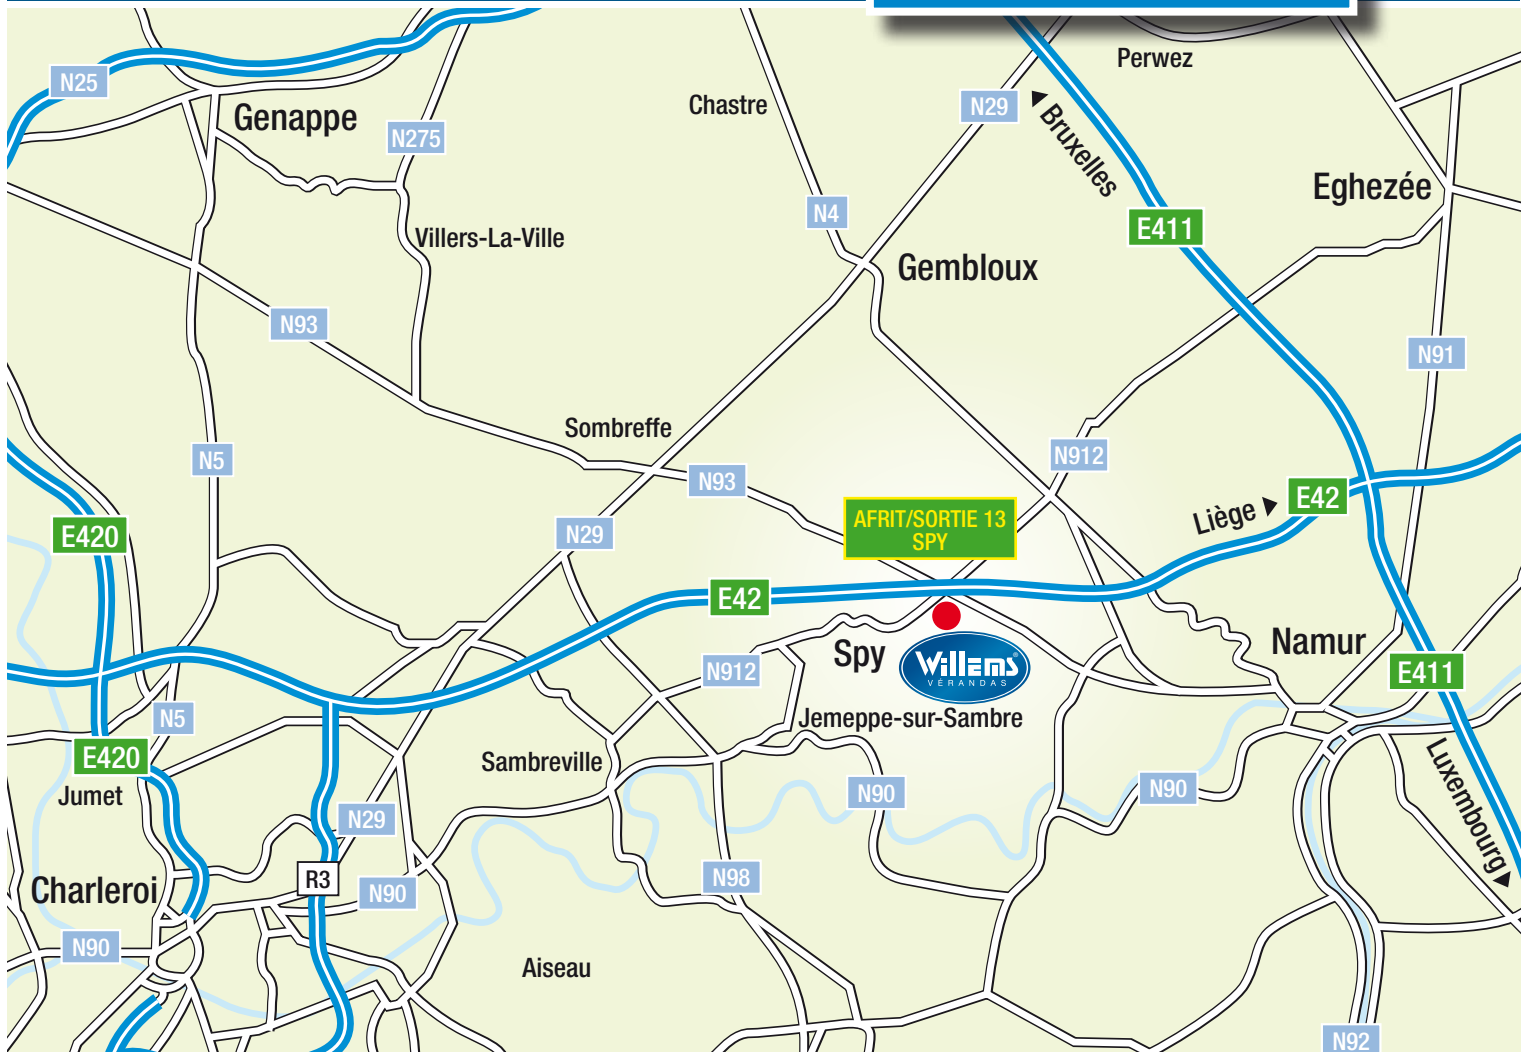 Perwez
N25
Chastre
N29
Genappe
N275
Bruxelles
Eghezée
N4
E411
Villers-La-Ville
Gembloux
N93
N91
Sombreffe
N5
N912
N93
E42
Liège
AFRIT/SORTIE 13
SPY
N29
E420
E42
Namur
Spy
Willems®
VÉRANDAS
N912
E411
N5
Jemeppe-sur-Sambre
E420
Sambreville
Luxembourg
N90
N90
Jumet
N29
R3
N98
Charleroi
N90
N90
Aiseau
N92